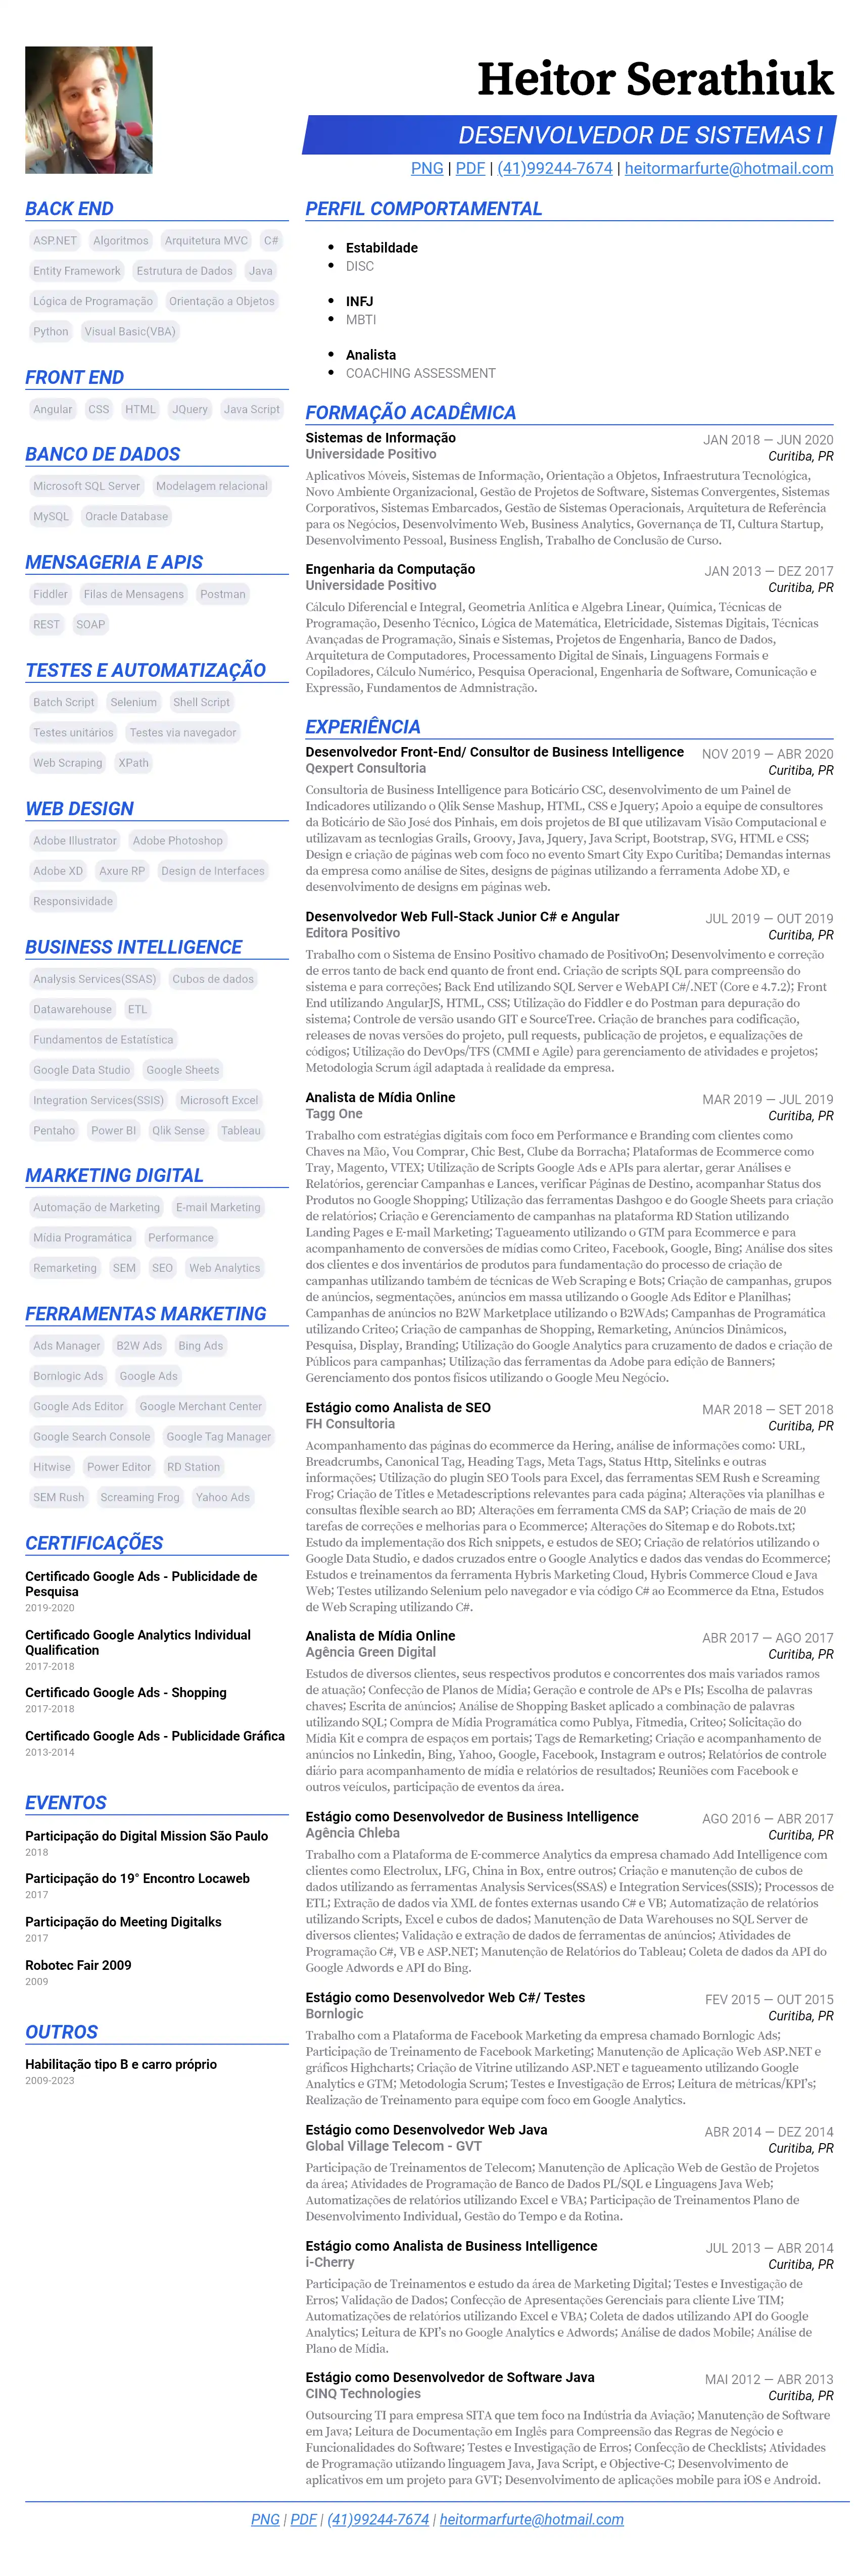 Heitor Serathiuk
DESENVOLVEDOR DE SISTEMAS I
PNG | PDF | (41)99244-7674 | heitormarfurte@hotmail.com
BACK END
ASP.NET Algoritmos Arquitetura MVC C#
Entity Framework Estrutura de Dados Java
Lógica de Programação Orientação a Objetos
Python Visual Basic(VBA)
FRONT END
Angular CSS HTML JQuery Java Script
BANCO DE DADOS
Microsoft SQL Server Modelagem relacional
MySQL Oracle Database
MENSAGERIA E APIS
Fiddler Filas de Mensagens Postman
REST SOAP
TESTES E AUTOMATIZAÇÃO
Batch Script Selenium Shell Script
Testes unitários Testes via navegador
Web Scraping XPath
WEB DESIGN
Adobe Illustrator Adobe Photoshop
Adobe XD Axure RP Design de Interfaces
Responsividade
BUSINESS INTELLIGENCE
Analysis Services(SSAS) Cubos de dados
Datawarehouse ETL
Fundamentos de Estatística
Google Data Studio Google Sheets
Integration Services(SSIS) Microsoft Excel
Pentaho Power BI Qlik Sense Tableau
MARKETING DIGITAL
Automação de Marketing E-mail Marketing
Mídia Programática Performance
Remarketing SEM SEO Web Analytics
FERRAMENTAS MARKETING
Ads Manager B2W Ads Bing Ads
Bornlogic Ads Google Ads
Google Ads Editor Google Merchant Center
Google Search Console Google Tag Manager
Hitwise Power Editor RD Station
SEM Rush Screaming Frog Yahoo Ads
CERTIFICAÇÕES
Certificado Google Ads - Publicidade de
Pesquisa
2019-2020
Certificado Google Analytics Individual
Qualification
2017-2018
Certificado Google Ads - Shopping
2017-2018
Certificado Google Ads - Publicidade Gráfica
2013-2014
EVENTOS
Participação do Digital Mission São Paulo
2018
Participação do 19° Encontro Locaweb
2017
Participação do Meeting Digitalks
2017
Robotec Fair 2009
2009
OUTROS
Habilitação tipo B e carro próprio
2009-2023
PERFIL COMPORTAMENTAL
• Estabildade
• DISC
• INFJ
• MBTI
• Analista
• COACHING ASSESSMENT
FORMAÇÃO ACADÊMICA
Sistemas de Informação JAN 2018 — JUN 2020
Universidade Positivo Curitiba, PR
Aplicativos Móveis, Sistemas de Informação, Orientação a Objetos, Infraestrutura Tecnológica,
Novo Ambiente Organizacional, Gestão de Projetos de Software, Sistemas Convergentes, Sistemas
Corporativos, Sistemas Embarcados, Gestão de Sistemas Operacionais, Arquitetura de Referência
para os Negócios, Desenvolvimento Web, Business Analytics, Governança de TI, Cultura Startup,
Desenvolvimento Pessoal, Business English, Trabalho de Conclusão de Curso.
Engenharia da Computação JAN 2013 — DEZ 2017
Universidade Positivo Curitiba, PR
Cálculo Diferencial e Integral, Geometria Anlítica e Algebra Linear, Química, Técnicas de
Programação, Desenho Técnico, Lógica de Matemática, Eletricidade, Sistemas Digitais, Técnicas
Avançadas de Programação, Sinais e Sistemas, Projetos de Engenharia, Banco de Dados,
Arquitetura de Computadores, Processamento Digital de Sinais, Linguagens Formais e
Copiladores, Cálculo Numérico, Pesquisa Operacional, Engenharia de Software, Comunicação e
Expressão, Fundamentos de Admnistração.
EXPERIÊNCIA
Desenvolvedor Front-End/ Consultor de Business Intelligence NOV 2019 — ABR 2020
Qexpert Consultoria Curitiba, PR
Consultoria de Business Intelligence para Boticário CSC, desenvolvimento de um Painel de
Indicadores utilizando o Qlik Sense Mashup, HTML, CSS e Jquery; Apoio a equipe de consultores
da Boticário de São José dos Pinhais, em dois projetos de BI que utilizavam Visão Computacional e
utilizavam as tecnlogias Grails, Groovy, Java, Jquery, Java Script, Bootstrap, SVG, HTML e CSS;
Design e criação de páginas web com foco no evento Smart City Expo Curitiba; Demandas internas
da empresa como análise de Sites, designs de páginas utilizando a ferramenta Adobe XD, e
desenvolvimento de designs em páginas web.
Desenvolvedor Web Full-Stack Junior C# e Angular JUL 2019 — OUT 2019
Editora Positivo Curitiba, PR
Trabalho com o Sistema de Ensino Positivo chamado de PositivoOn; Desenvolvimento e correção
de erros tanto de back end quanto de front end. Criação de scripts SQL para compreensão do
sistema e para correções; Back End utilizando SQL Server e WebAPI C#/.NET (Core e 4.7.2); Front
End utilizando AngularJS, HTML, CSS; Utilização do Fiddler e do Postman para depuração do
sistema; Controle de versão usando GIT e SourceTree. Criação de branches para codificação,
releases de novas versões do projeto, pull requests, publicação de projetos, e equalizações de
códigos; Utilização do DevOps/TFS (CMMI e Agile) para gerenciamento de atividades e projetos;
Metodologia Scrum ágil adaptada à realidade da empresa.
Analista de Mídia Online MAR 2019 — JUL 2019
Tagg One Curitiba, PR
Trabalho com estratégias digitais com foco em Performance e Branding com clientes como
Chaves na Mão, Vou Comprar, Chic Best, Clube da Borracha; Plataformas de Ecommerce como
Tray, Magento, VTEX; Utilização de Scripts Google Ads e APIs para alertar, gerar Análises e
Relatórios, gerenciar Campanhas e Lances, verificar Páginas de Destino, acompanhar Status dos
Produtos no Google Shopping; Utilização das ferramentas Dashgoo e do Google Sheets para criação
de relatórios; Criação e Gerenciamento de campanhas na plataforma RD Station utilizando
Landing Pages e E-mail Marketing; Tagueamento utilizando o GTM para Ecommerce e para
acompanhamento de conversões de mídias como Criteo, Facebook, Google, Bing; Análise dos sites
dos clientes e dos inventários de produtos para fundamentação do processo de criação de
campanhas utilizando também de técnicas de Web Scraping e Bots; Criação de campanhas, grupos
de anúncios, segmentações, anúncios em massa utilizando o Google Ads Editor e Planilhas;
Campanhas de anúncios no B2W Marketplace utilizando o B2WAds; Campanhas de Programática
utilizando Criteo; Criação de campanhas de Shopping, Remarketing, Anúncios Dinâmicos,
Pesquisa, Display, Branding; Utilização do Google Analytics para cruzamento de dados e criação de
Públicos para campanhas; Utilização das ferramentas da Adobe para edição de Banners;
Gerenciamento dos pontos físicos utilizando o Google Meu Negócio.
Estágio como Analista de SEO MAR 2018 — SET 2018
FH Consultoria Curitiba, PR
Acompanhamento das páginas do ecommerce da Hering, análise de informações como: URL,
Breadcrumbs, Canonical Tag, Heading Tags, Meta Tags, Status Http, Sitelinks e outras
informações; Utilização do plugin SEO Tools para Excel, das ferramentas SEM Rush e Screaming
Frog; Criação de Titles e Metadescriptions relevantes para cada página; Alterações via planilhas e
consultas flexible search ao BD; Alterações em ferramenta CMS da SAP; Criação de mais de 20
tarefas de correções e melhorias para o Ecommerce; Alterações do Sitemap e do Robots.txt;
Estudo da implementação dos Rich snippets, e estudos de SEO; Criação de relatórios utilizando o
Google Data Studio, e dados cruzados entre o Google Analytics e dados das vendas do Ecommerce;
Estudos e treinamentos da ferramenta Hybris Marketing Cloud, Hybris Commerce Cloud e Java
Web; Testes utilizando Selenium pelo navegador e via código C# ao Ecommerce da Etna, Estudos
de Web Scraping utilizando C#.
Analista de Mídia Online ABR 2017 — AGO 2017
Agência Green Digital Curitiba, PR
Estudos de diversos clientes, seus respectivos produtos e concorrentes dos mais variados ramos
de atuação; Confecção de Planos de Mídia; Geração e controle de APs e PIs; Escolha de palavras
chaves; Escrita de anúncios; Análise de Shopping Basket aplicado a combinação de palavras
utilizando SQL; Compra de Mídia Programática como Publya, Fitmedia, Criteo; Solicitação do
Mídia Kit e compra de espaços em portais; Tags de Remarketing; Criação e acompanhamento de
anúncios no Linkedin, Bing, Yahoo, Google, Facebook, Instagram e outros; Relatórios de controle
diário para acompanhamento de mídia e relatórios de resultados; Reuniões com Facebook e
outros veículos, participação de eventos da área.
Estágio como Desenvolvedor de Business Intelligence AGO 2016 — ABR 2017
Agência Chleba Curitiba, PR
Trabalho com a Plataforma de E-commerce Analytics da empresa chamado Add Intelligence com
clientes como Electrolux, LFG, China in Box, entre outros; Criação e manutenção de cubos de
dados utilizando as ferramentas Analysis Services(SSAS) e Integration Services(SSIS); Processos de
ETL; Extração de dados via XML de fontes externas usando C# e VB; Automatização de relatórios
utilizando Scripts, Excel e cubos de dados; Manutenção de Data Warehouses no SQL Server de
diversos clientes; Validação e extração de dados de ferramentas de anúncios; Atividades de
Programação C#, VB e ASP.NET; Manutenção de Relatórios do Tableau; Coleta de dados da API do
Google Adwords e API do Bing.
Estágio como Desenvolvedor Web C#/ Testes FEV 2015 — OUT 2015
Bornlogic Curitiba, PR
Trabalho com a Plataforma de Facebook Marketing da empresa chamado Bornlogic Ads;
Participação de Treinamento de Facebook Marketing; Manutenção de Aplicação Web ASP.NET e
gráficos Highcharts; Criação de Vitrine utilizando ASP.NET e tagueamento utilizando Google
Analytics e GTM; Metodologia Scrum; Testes e Investigação de Erros; Leitura de métricas/KPI's;
Realização de Treinamento para equipe com foco em Google Analytics.
Estágio como Desenvolvedor Web Java ABR 2014 — DEZ 2014
Global Village Telecom - GVT Curitiba, PR
Participação de Treinamentos de Telecom; Manutenção de Aplicação Web de Gestão de Projetos
da área; Atividades de Programação de Banco de Dados PL/SQL e Linguagens Java Web;
Automatizações de relatórios utilizando Excel e VBA; Participação de Treinamentos Plano de
Desenvolvimento Individual, Gestão do Tempo e da Rotina.
Estágio como Analista de Business Intelligence JUL 2013 — ABR 2014
i-Cherry Curitiba, PR
Participação de Treinamentos e estudo da área de Marketing Digital; Testes e Investigação de
Erros; Validação de Dados; Confecção de Apresentações Gerenciais para cliente Live TIM;
Automatizações de relatórios utilizando Excel e VBA; Coleta de dados utilizando API do Google
Analytics; Leitura de KPI's no Google Analytics e Adwords; Análise de dados Mobile; Análise de
Plano de Mídia.
Estágio como Desenvolvedor de Software Java MAI 2012 — ABR 2013
CINQ Technologies Curitiba, PR
Outsourcing TI para empresa SITA que tem foco na Indústria da Aviação; Manutenção de Software
em Java; Leitura de Documentação em Inglês para Compreensão das Regras de Negócio e
Funcionalidades do Software; Testes e Investigação de Erros; Confecção de Checklists; Atividades
de Programação utiizando linguagem Java, Java Script, e Objective-C; Desenvolvimento de
aplicativos em um projeto para GVT; Desenvolvimento de aplicações mobile para iOS e Android.
PNG | PDF | (41)99244-7674 | heitormarfurte@hotmail.com